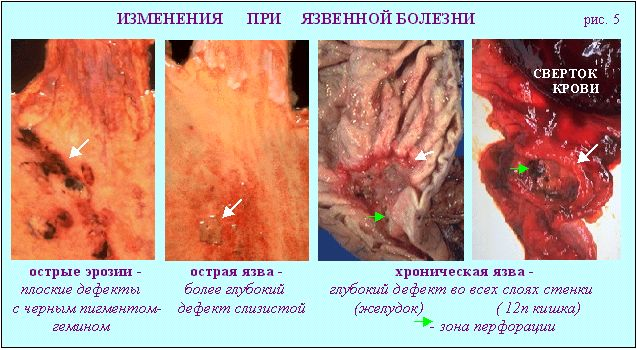 ИЗМЕНЕНИЯ ПРИ ЯЗВЕННОЙ БОЛЕЗНИ
рис. 5
СВЕРТОК
КРОВИ
острые эрозии -
плоские дефекты
с черным пигментом-
гемином
острая язва -
более глубокий
дефект слизистой
хроническая язва -
глубокий дефект во всех слоях стенки
(желудок) ( 12п кишка)
- зона перфорации